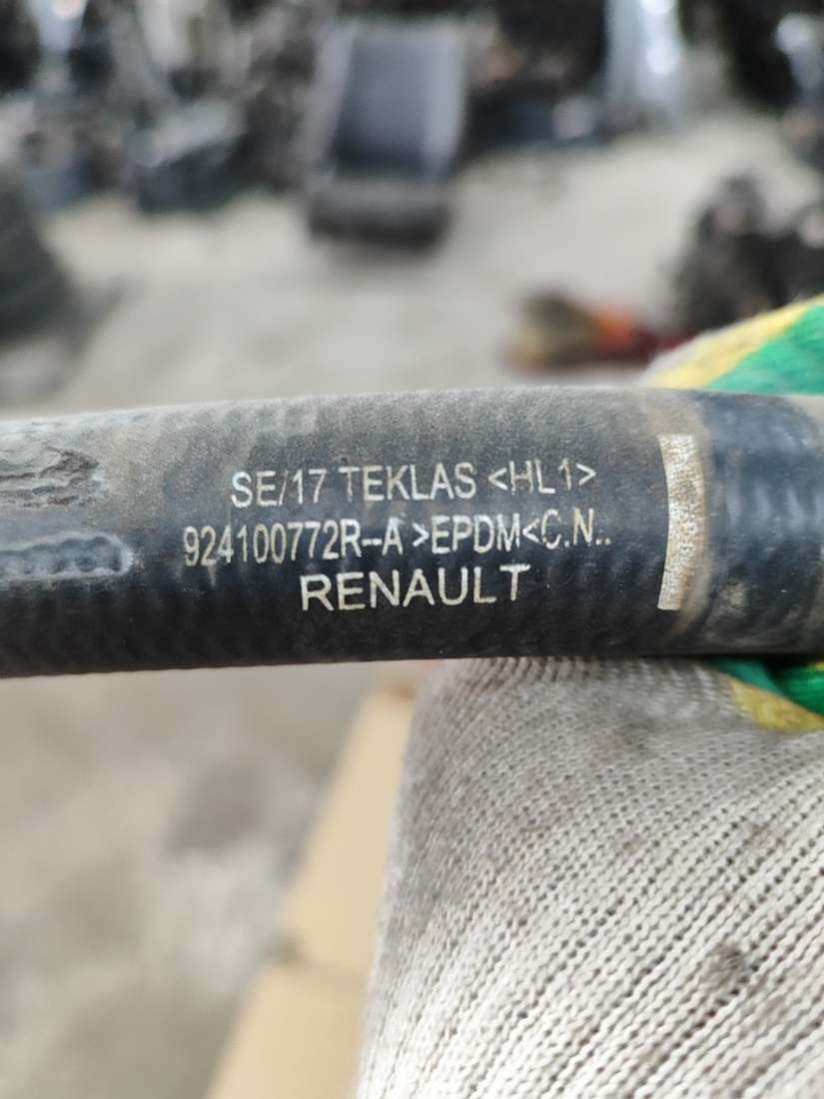 SE/17 TEKLAS <HL1>
924100772R--A >EPDM<C.N..
RENAULT